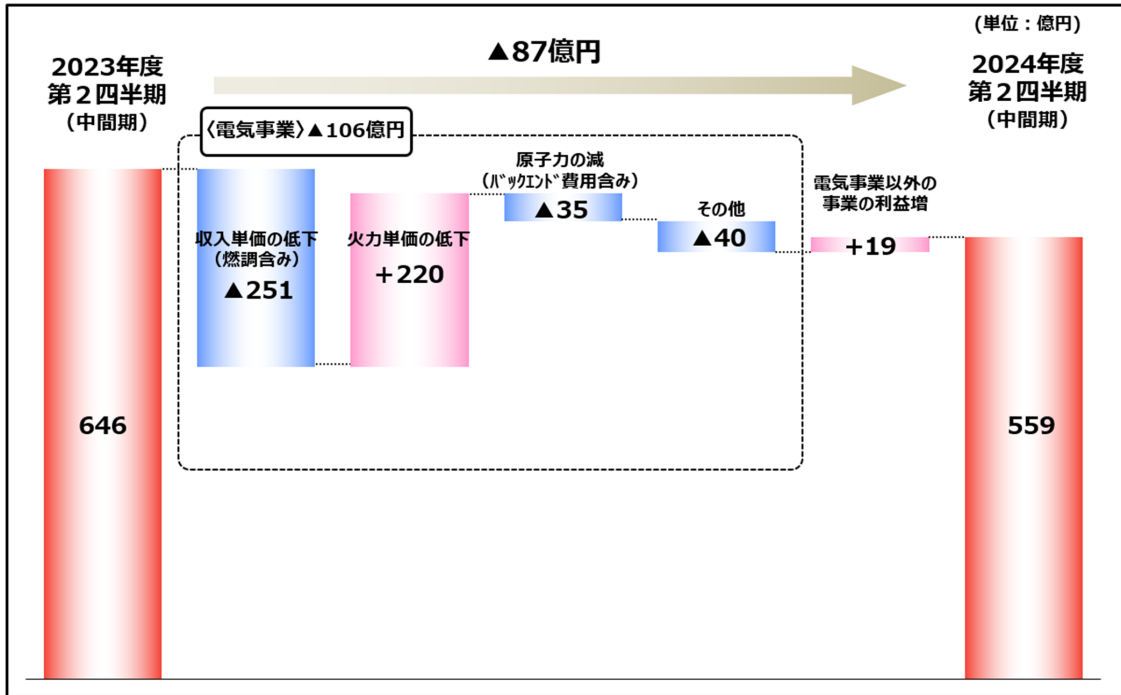 (単位：億円)
▲87億円
2023年度
第２四半期
（中間期）
2024年度
第２四半期
（中間期）
〈電気事業〉▲106億円
収入単価の低下
（燃調含み）
▲251
火力単価の低下
＋220
原子力の減
（ﾊﾞｯｸｴﾝﾄﾞ費用含み）
▲35
その他
▲40
電気事業以外の
事業の利益増
＋19
646
559